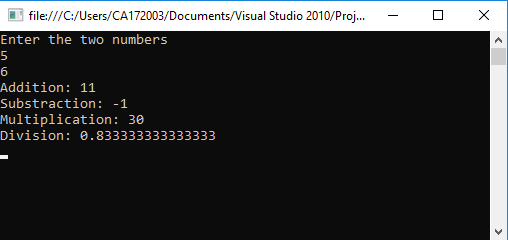 file:///C:/Users/CA172003/Documents/Visual Studio 2010/Proj...
Enter the two numbers
5
6
Addition: 11
Substraction: -1
Multiplication: 30
Division: 0.833333333333333